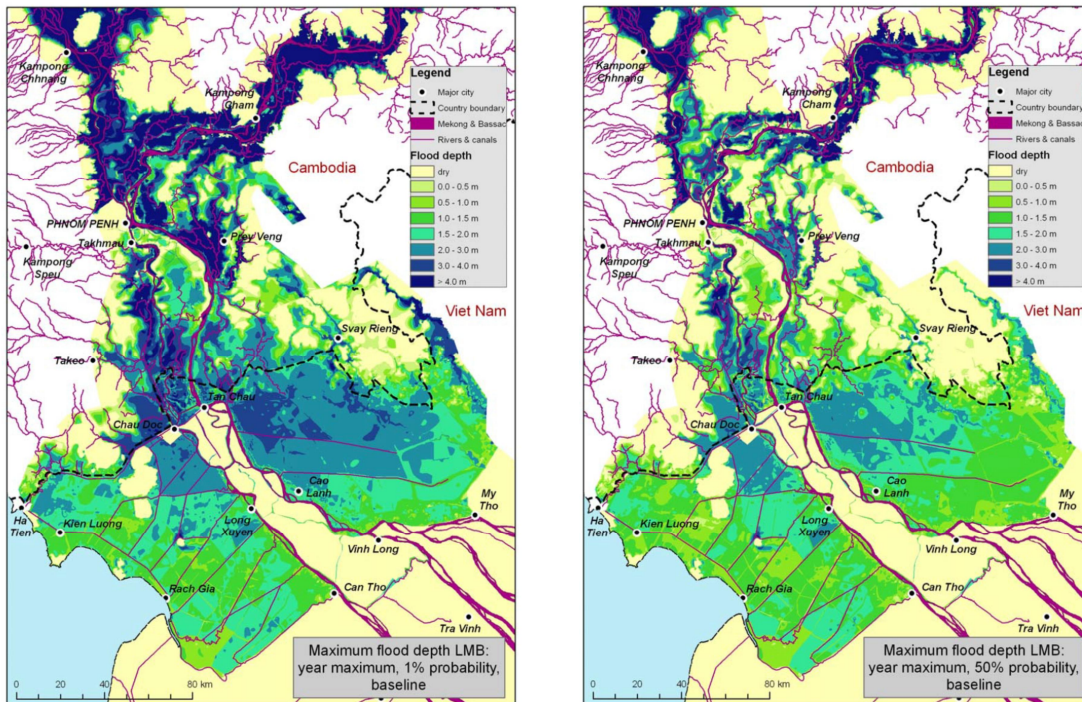 Kampong
Chhnang
Kampong
Cham
Legend
Major city
Country boundary
Mekong & Bassac
Rivers & canals
Flood depth
dry
0.0 - 0.5 m
0.5 - 1.0 m
1.0 - 1.5 m
1.5 - 2.0 m
2.0 - 3.0 m
3.0 - 4.0 m
> 4.0 m
Cambodia
PHNOM PENH
Takhmau
Prey Veng
Kampong
Speu
Viet Nam
Svay Rieng
Takeo
Tan Chau
Chau Doc
Cao
Lanh
My
Tho
Ha
Tien
Kien Luong
Long
Xuyen
Vinh Long
Rach Gia
Can Tho
Tra Vinh
Maximum flood depth LMB:
year maximum, 1% probability,
baseline
0 20 40 80 km
Kampong
Chhnang
Kampong
Cham
Legend
Major city
Country boundary
Mekong & Bassac
Rivers & canals
Flood depth
dry
0.0 - 0.5 m
0.5 - 1.0 m
1.0 - 1.5 m
1.5 - 2.0 m
2.0 - 3.0 m
3.0 - 4.0 m
> 4.0 m
Cambodia
PHNOM PENH
Takhmau
Prey Veng
Kampong
Speu
Viet Nam
Svay Rieng
Takeo
Tan Chau
Chau Doc
Cao
Lanh
My
Tho
Ha
Tien
Kien Luong
Long
Xuyen
Vinh Long
Rach Gia
Can Tho
Tra Vinh
Maximum flood depth LMB:
year maximum, 50% probability,
baseline
0 20 40 80 km